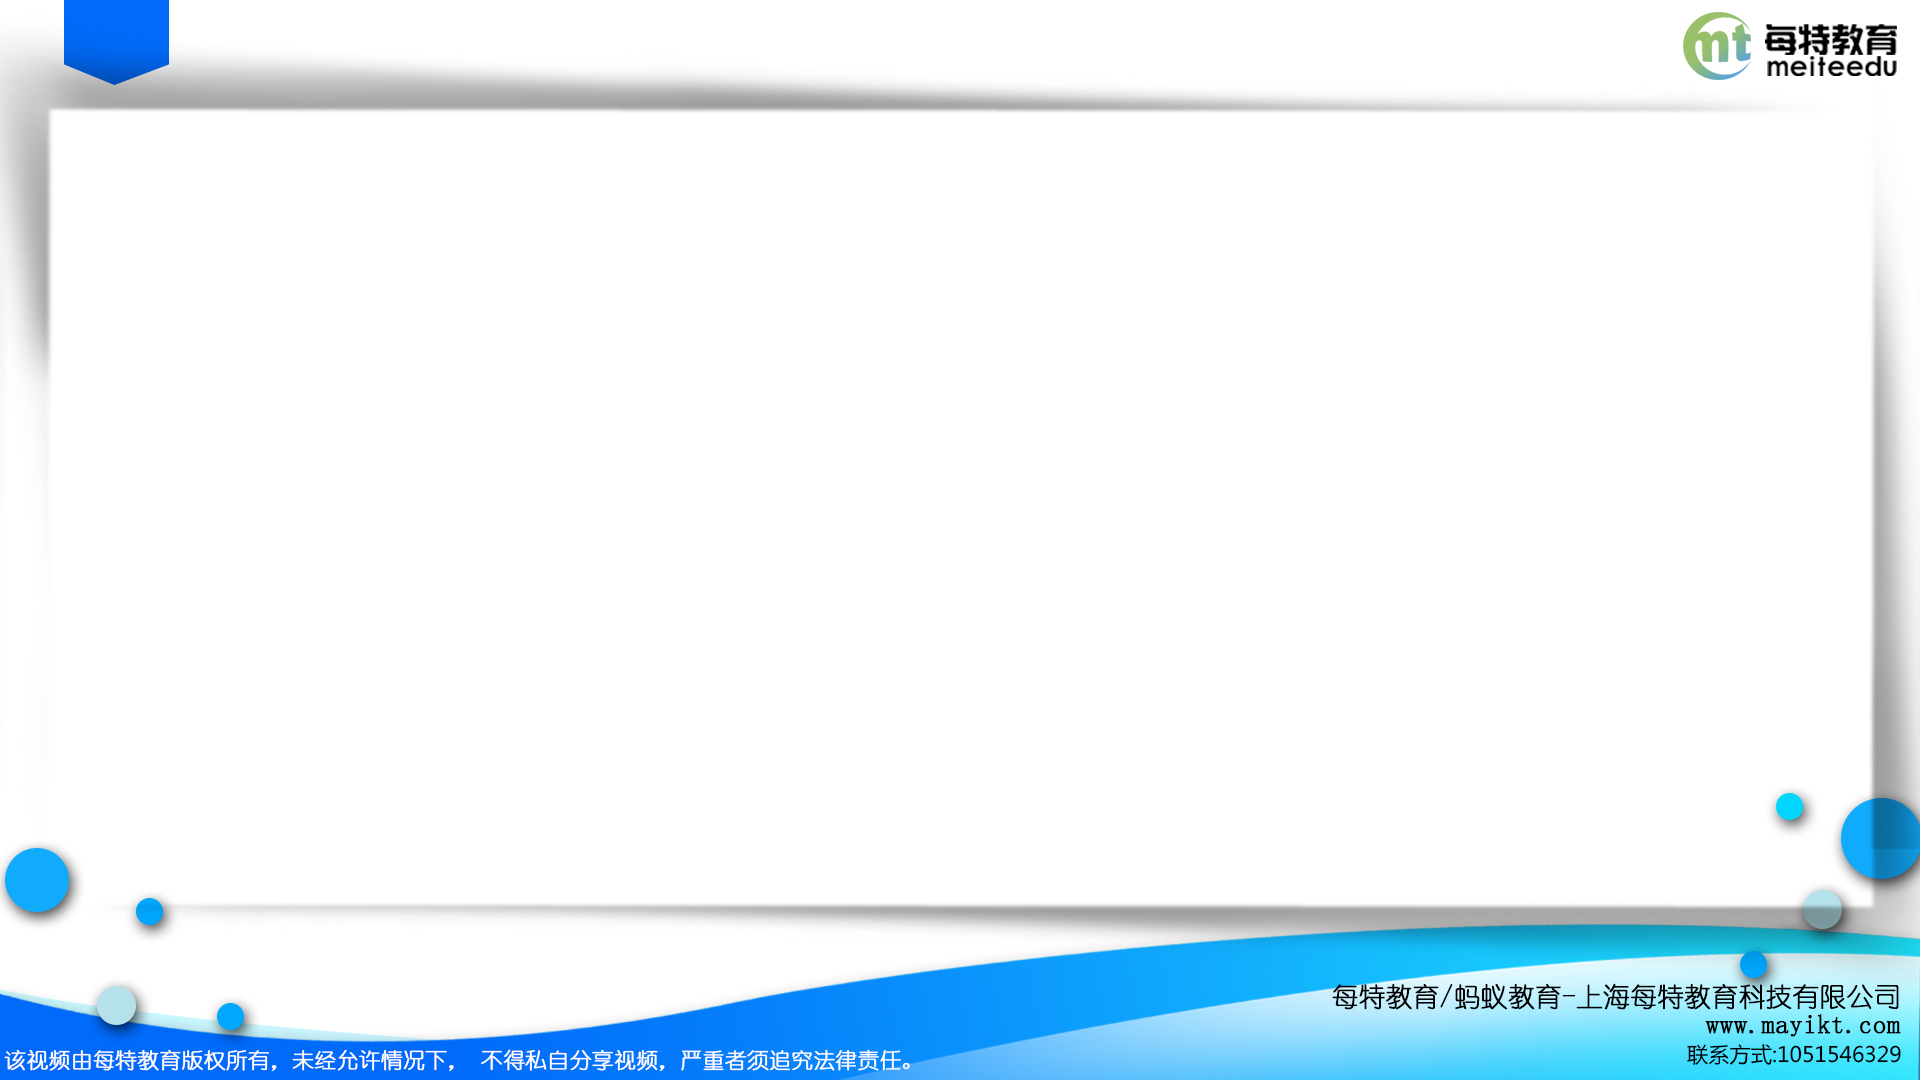 mt 每特教育
meiteedu
每特教育/蚂蚁教育-上海每特教育科技有限公司
www.mayikt.com
联系方式:1051546329
该视频由每特教育版权所有，未经允许情况下， 不得私自分享视频，严重者须追究法律责任。